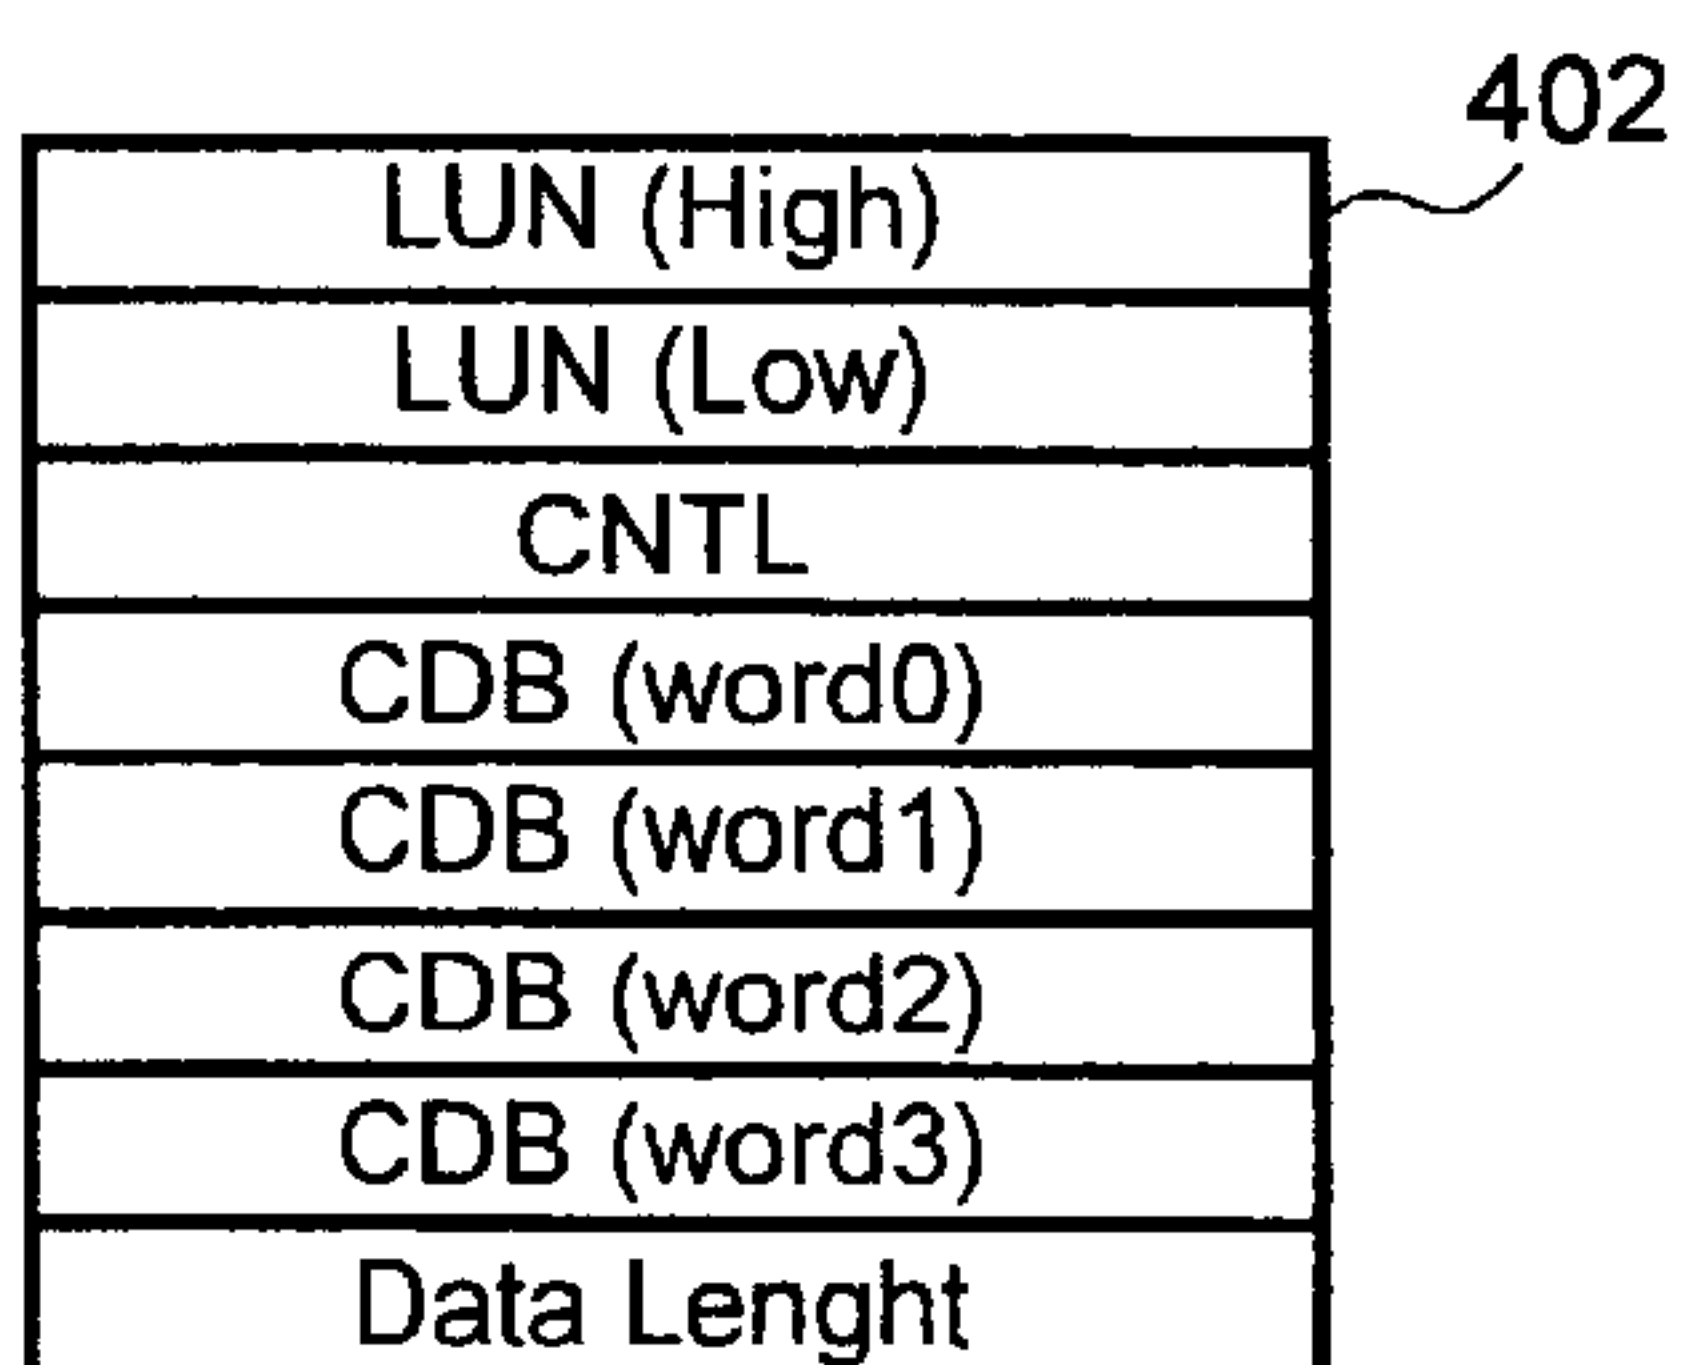 402
LUN (High)
LUN (Low)
CNTL
CDB (word0)
CDB (word1)
CDB (word2)
CDB (word3)
Data Lenght